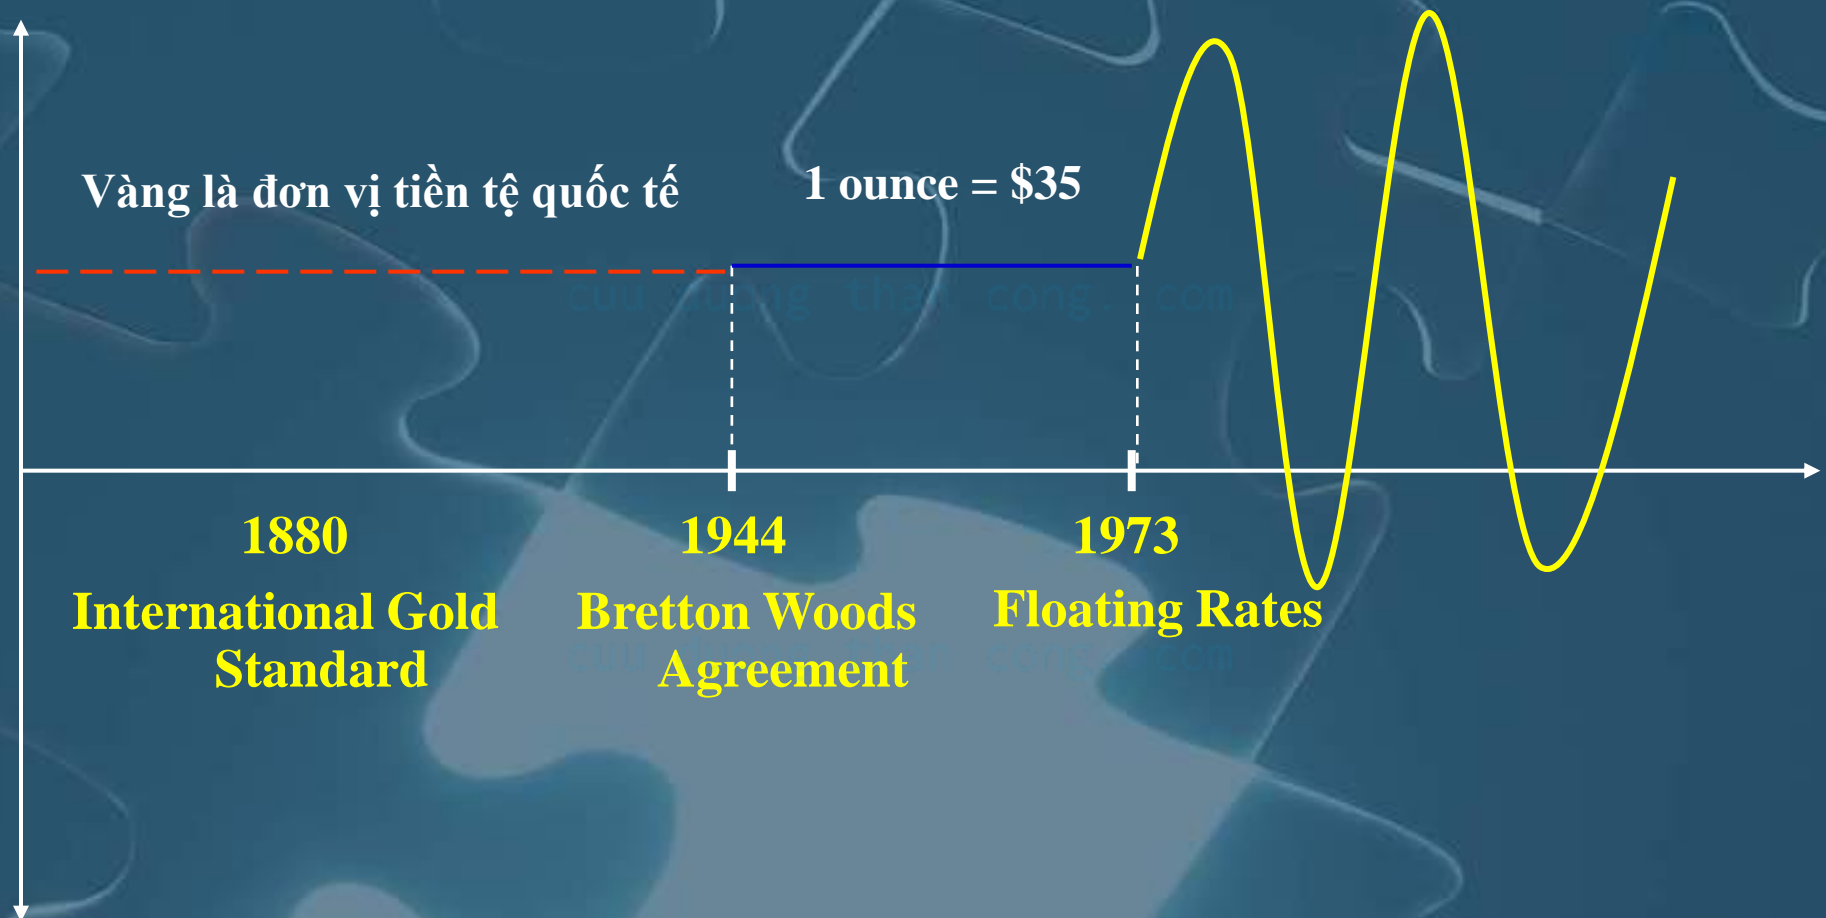 Vàng là đơn vị tiền tệ quốc tế
1 ounce = $35
1880
1944
1973
International Gold
Standard
Bretton Woods
Agreement
Floating Rates